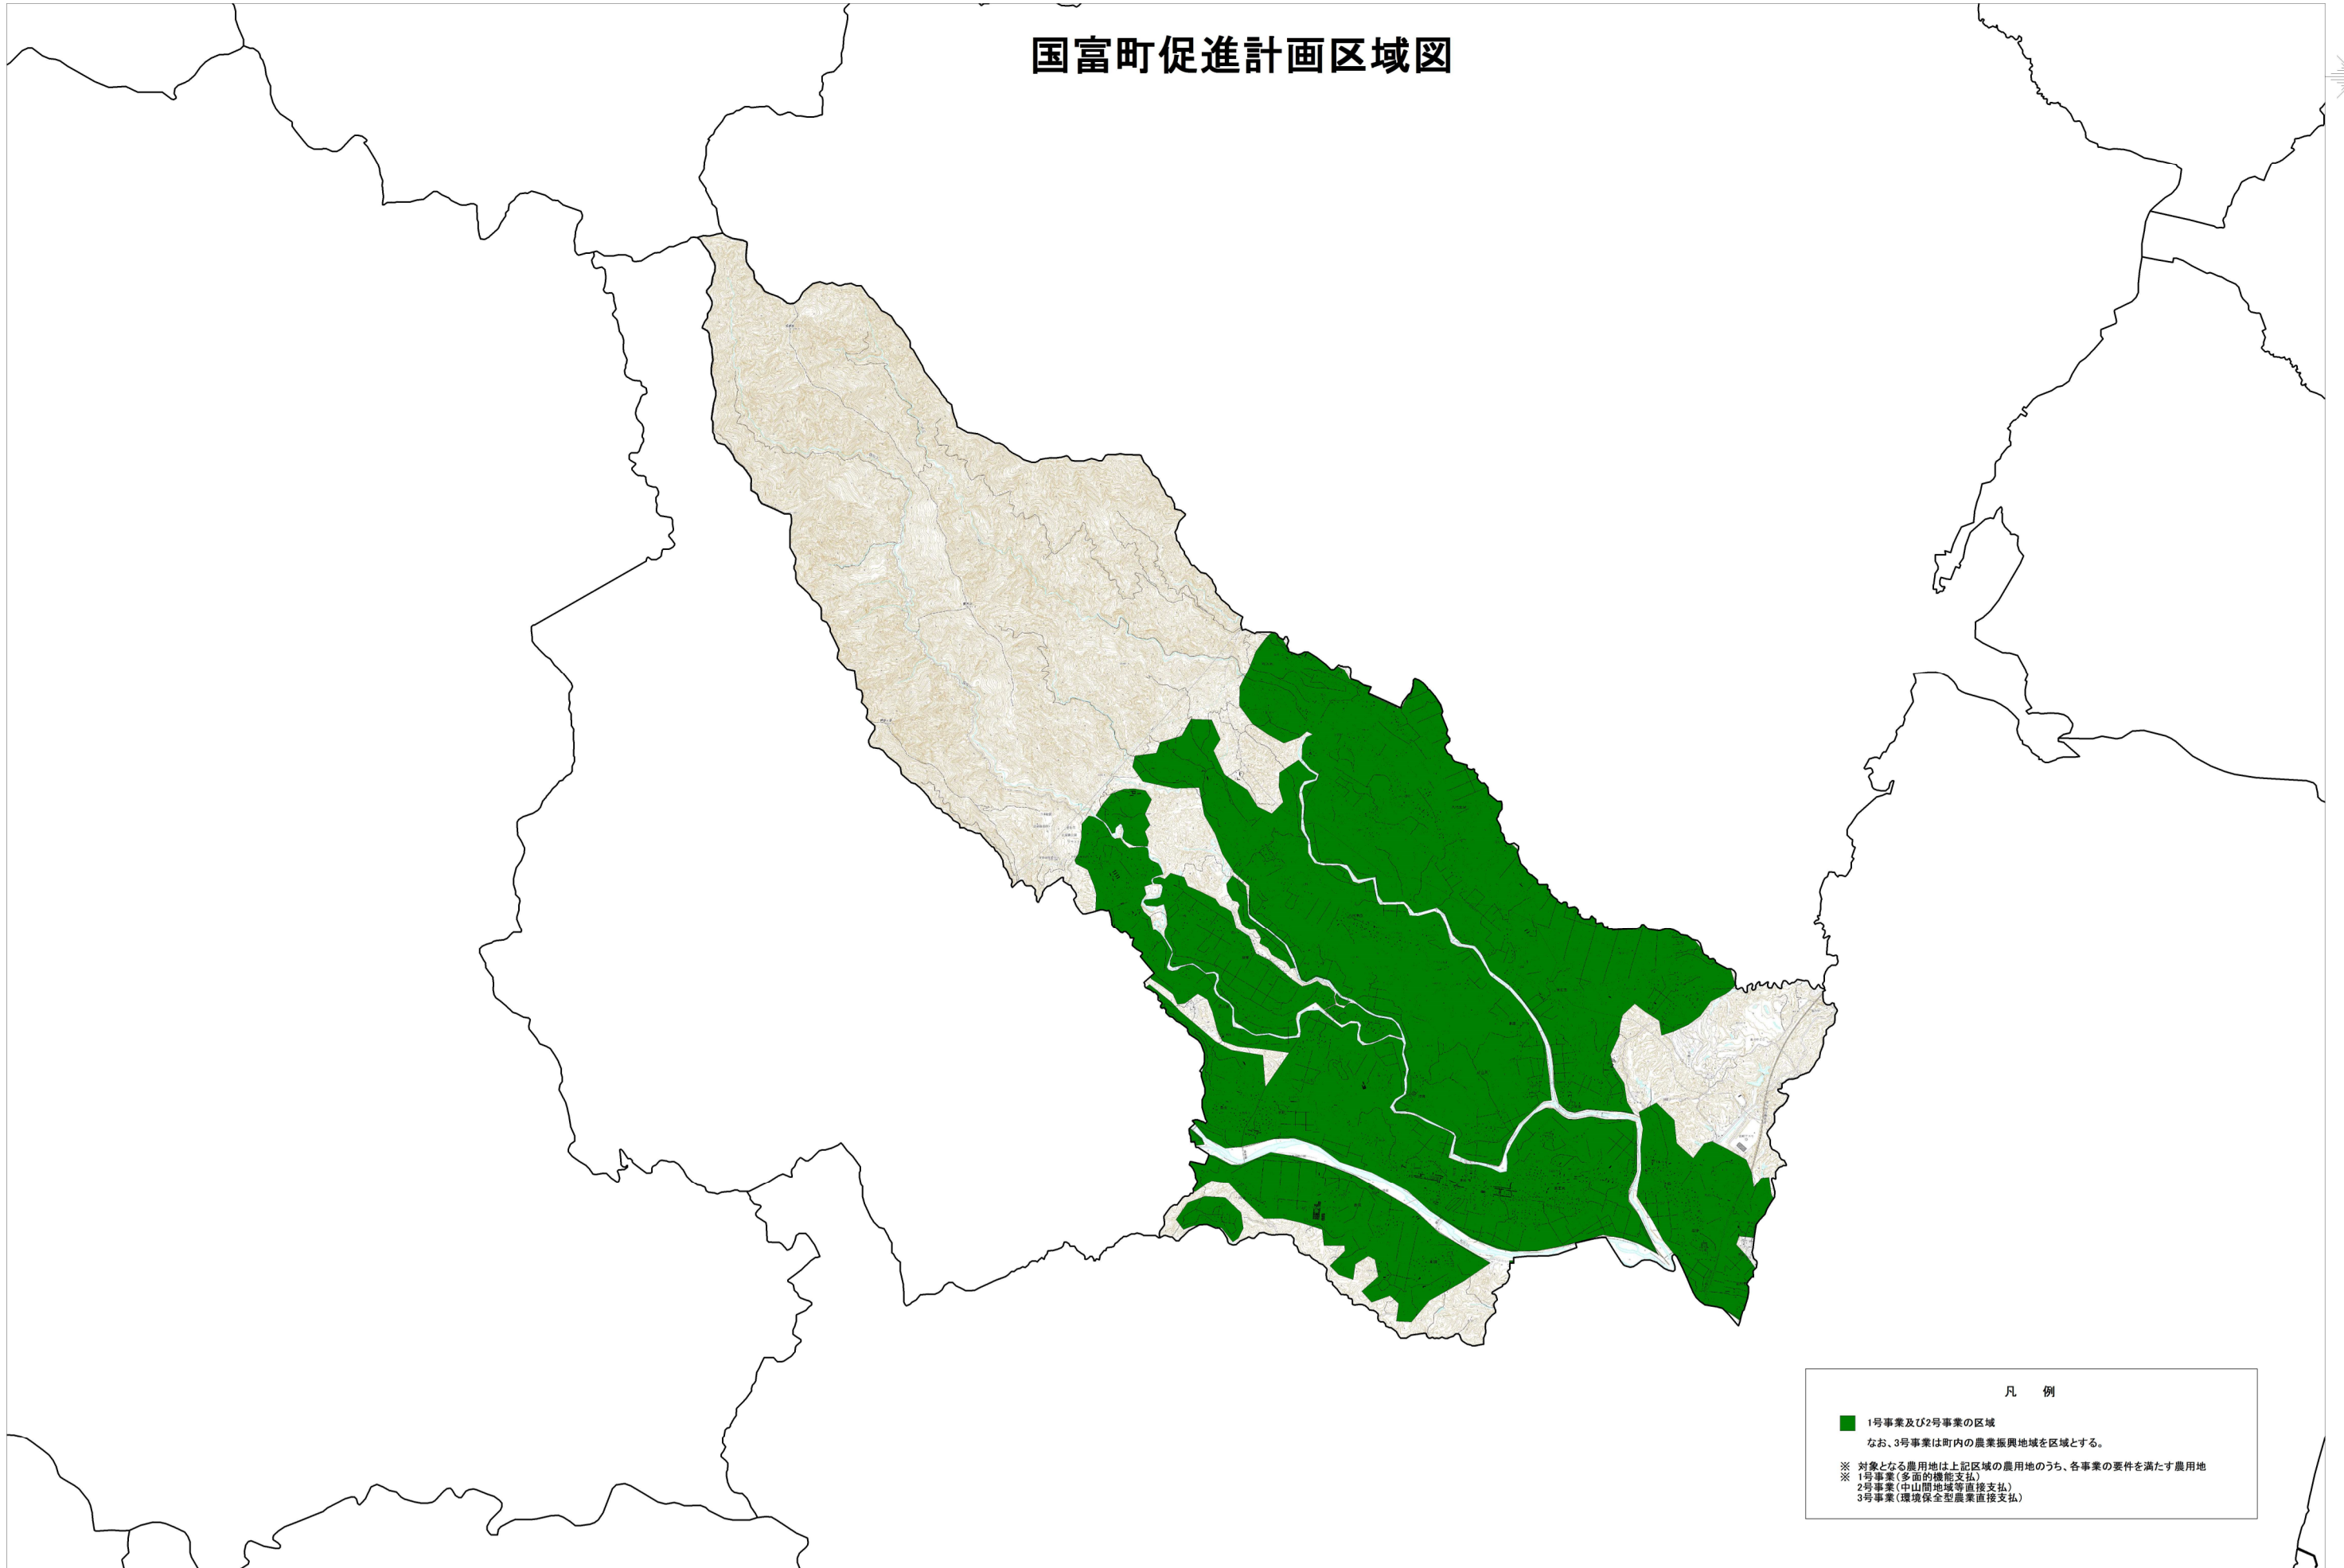 国富町促進計画区域図
凡 例
1号事業及び2号事業の区域
なお、3号事業は町内の農業振興地域を区域とする。
※ 対象となる農用地は上記区域の農用地のうち、各事業の要件を満たす農用地
※ 1号事業(多面的機能支払)
2号事業(中山間地域等直接支払)
3号事業(環境保全型農業直接支払)